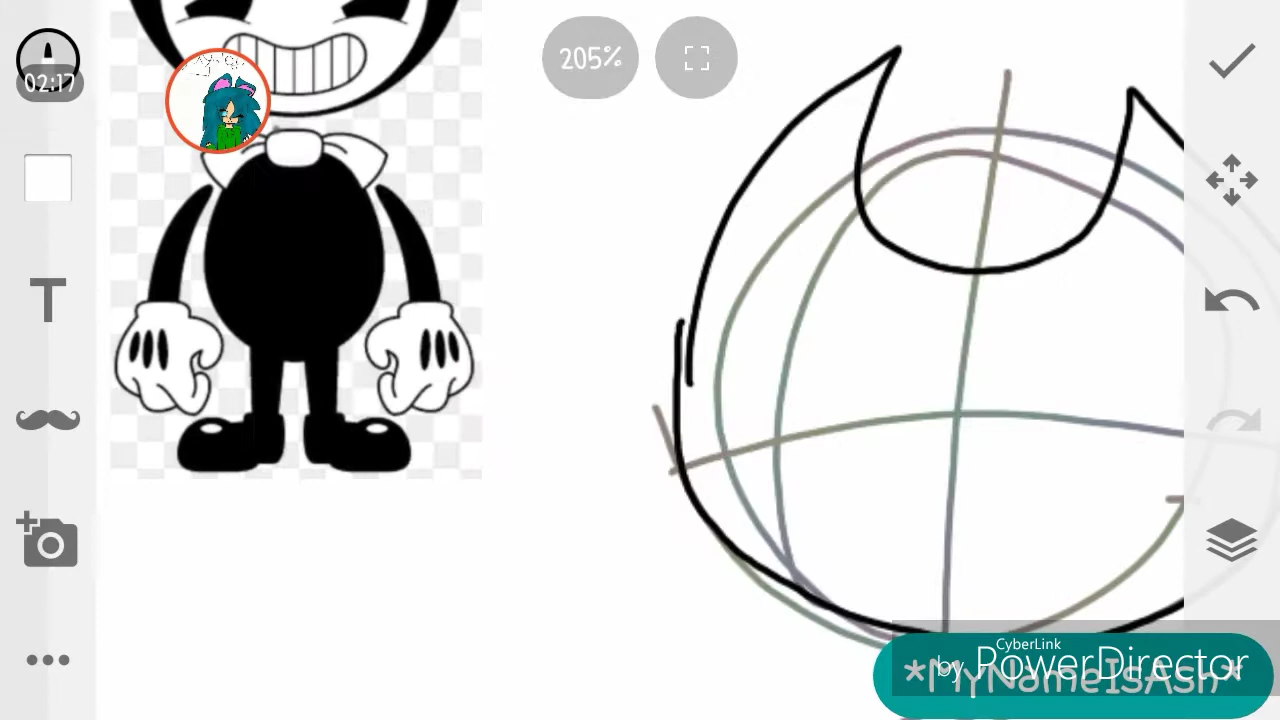 02:17
205%
T
CyberLink
by PowerDirector
*MyNameIsAsh*